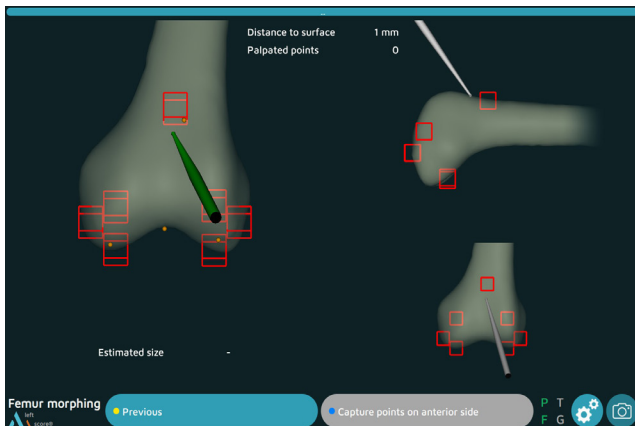 Distance to surface 1 mm
Palpated points 0
Estimated size -
Femur morphing
left
score®
Previous
Capture points on anterior side
P T
F G